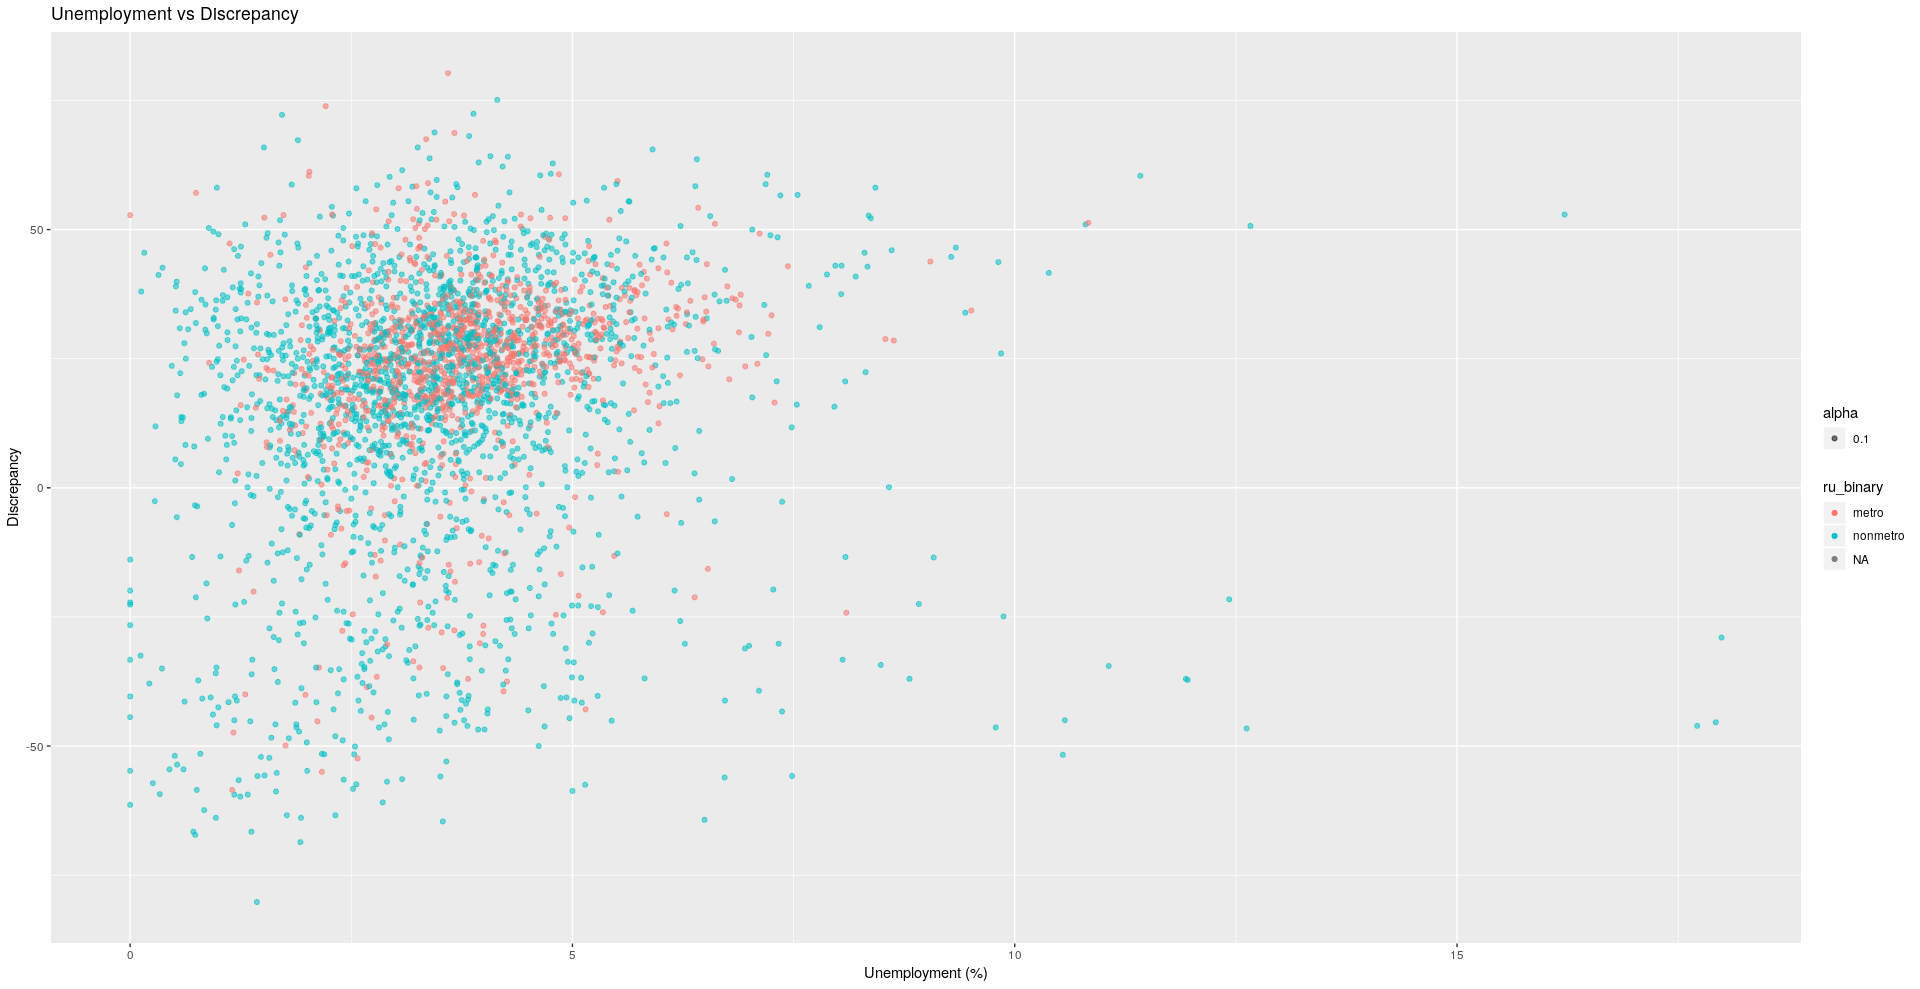 Unemployment vs Discrepancy
Discrepancy
50
0
-50
0
5
10
15
Unemployment (%)
alpha
0.1
ru_binary
metro
nonmetro
NA